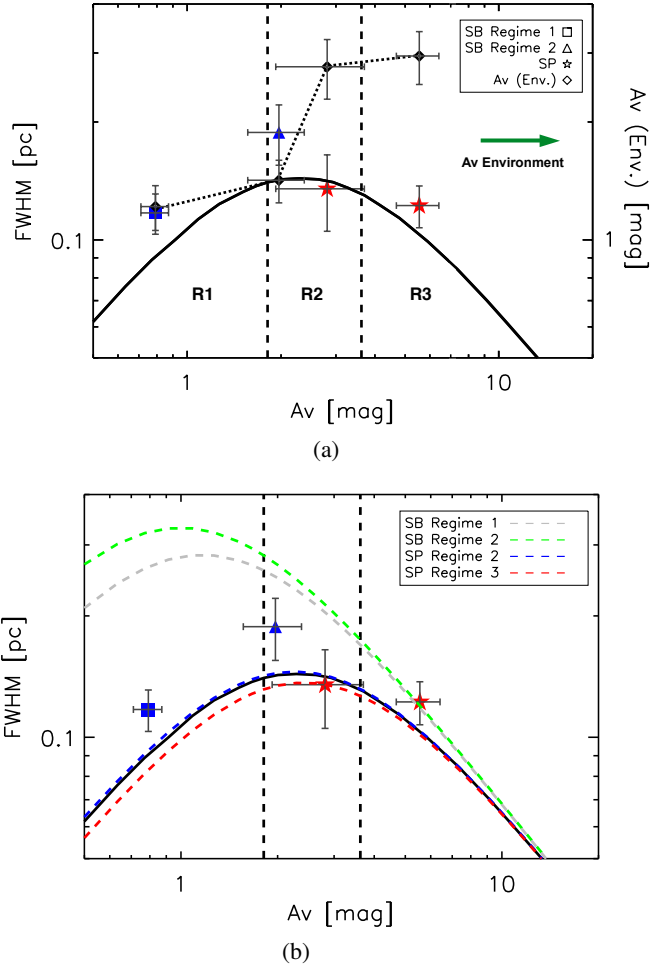 SB Regime 1
SB Regime 2
SP
Av (Env.)
Av Environment
FWHM [pc]
0.1
Av (Env.) [mag]
1
R1
R2
R3
1
10
Av [mag]
(a)
SB Regime 1
SB Regime 2
SP Regime 2
SP Regime 3
FWHM [pc]
0.1
1
10
Av [mag]
(b)